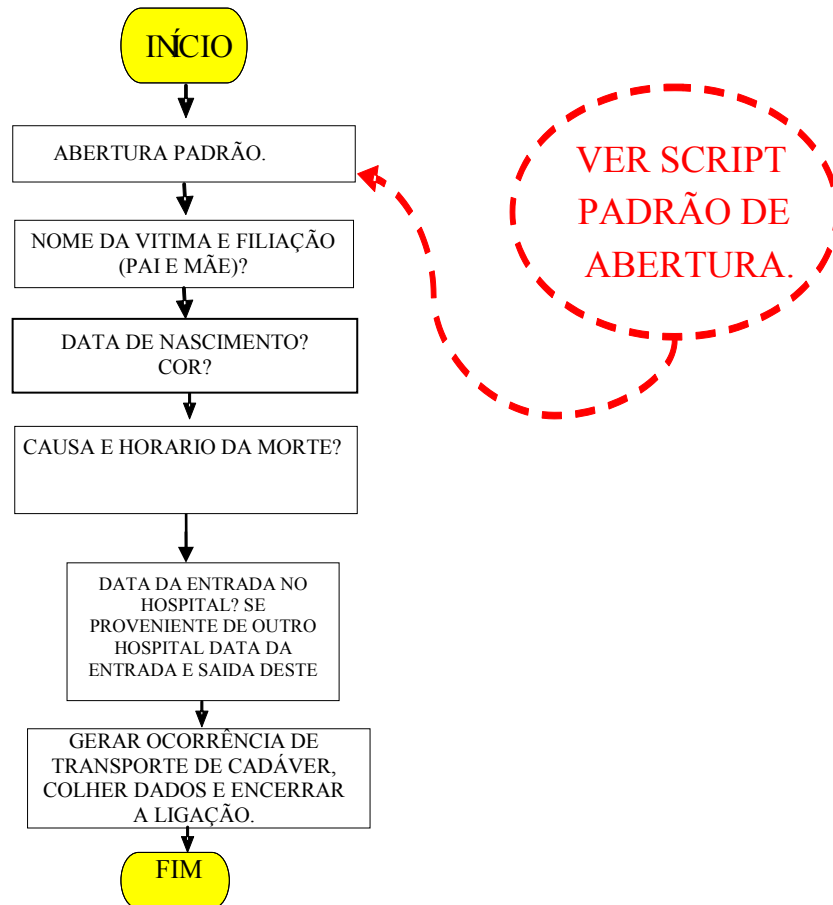 INÍCIO
ABERTURA PADRÃO.
VER SCRIPT
PADRÃO DE
ABERTURA.
NOME DA VITIMA E FILIAÇÃO
(PAI E MÃE)?
DATA DE NASCIMENTO?
COR?
CAUSA E HORARIO DA MORTE?
DATA DA ENTRADA NO
HOSPITAL? SE
PROVENIENTE DE OUTRO
HOSPITAL DATA DA
ENTRADA E SAIDA DESTE
GERAR OCORRÊNCIA DE
TRANSPORTE DE CADÁVER,
COLHER DADOS E ENCERRAR
A LIGAÇÃO.
FIM